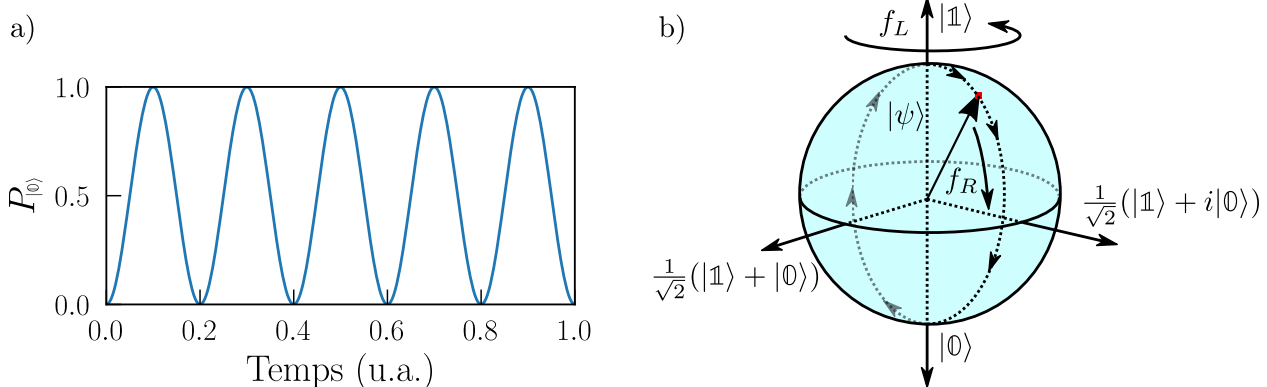 a)
1.0
0.5
0.0
P|𝟘⟩
0.0 0.2 0.4 0.6 0.8 1.0
Temps (u.a.)
b)
f_L
|𝟙⟩
|ψ⟩
f_R
1/√2(|𝟙⟩ + i|𝟘⟩)
1/√2(|𝟙⟩ + |𝟘⟩)
|𝟘⟩